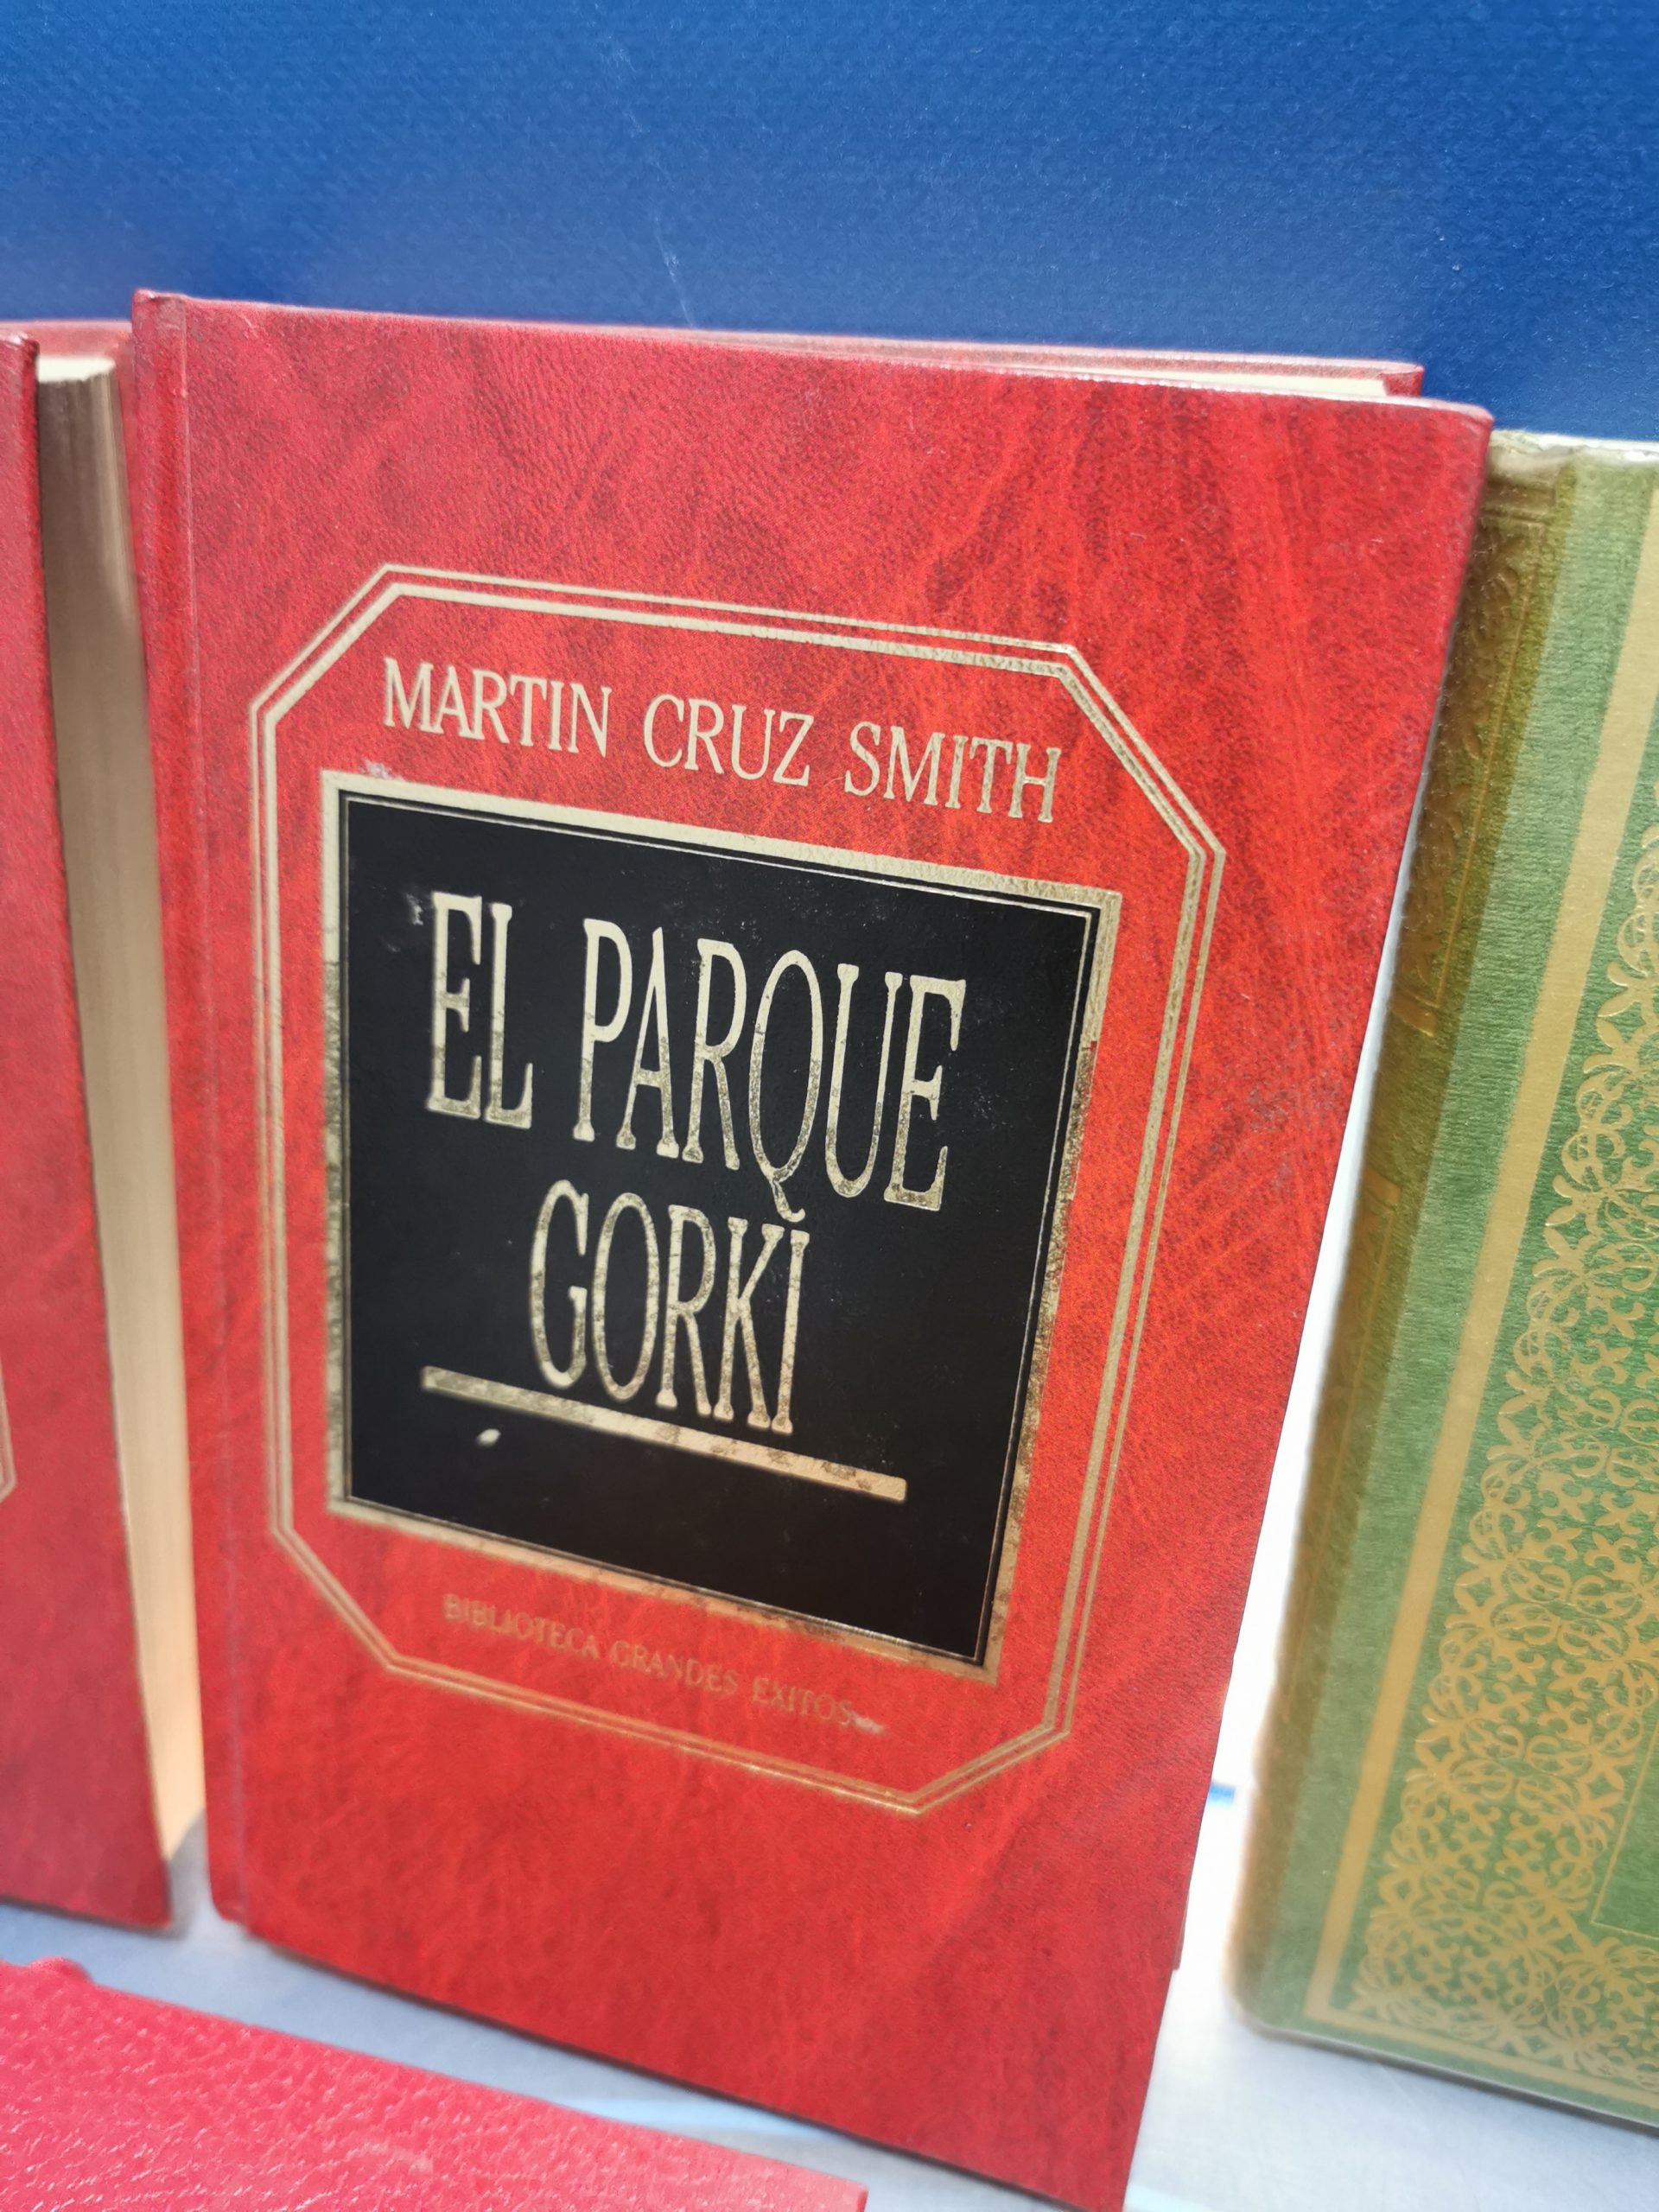 MARTIN CRUZ SMITH
EL PARQUE
GORKI
BIBLIOTECA GRANDES EXITOS